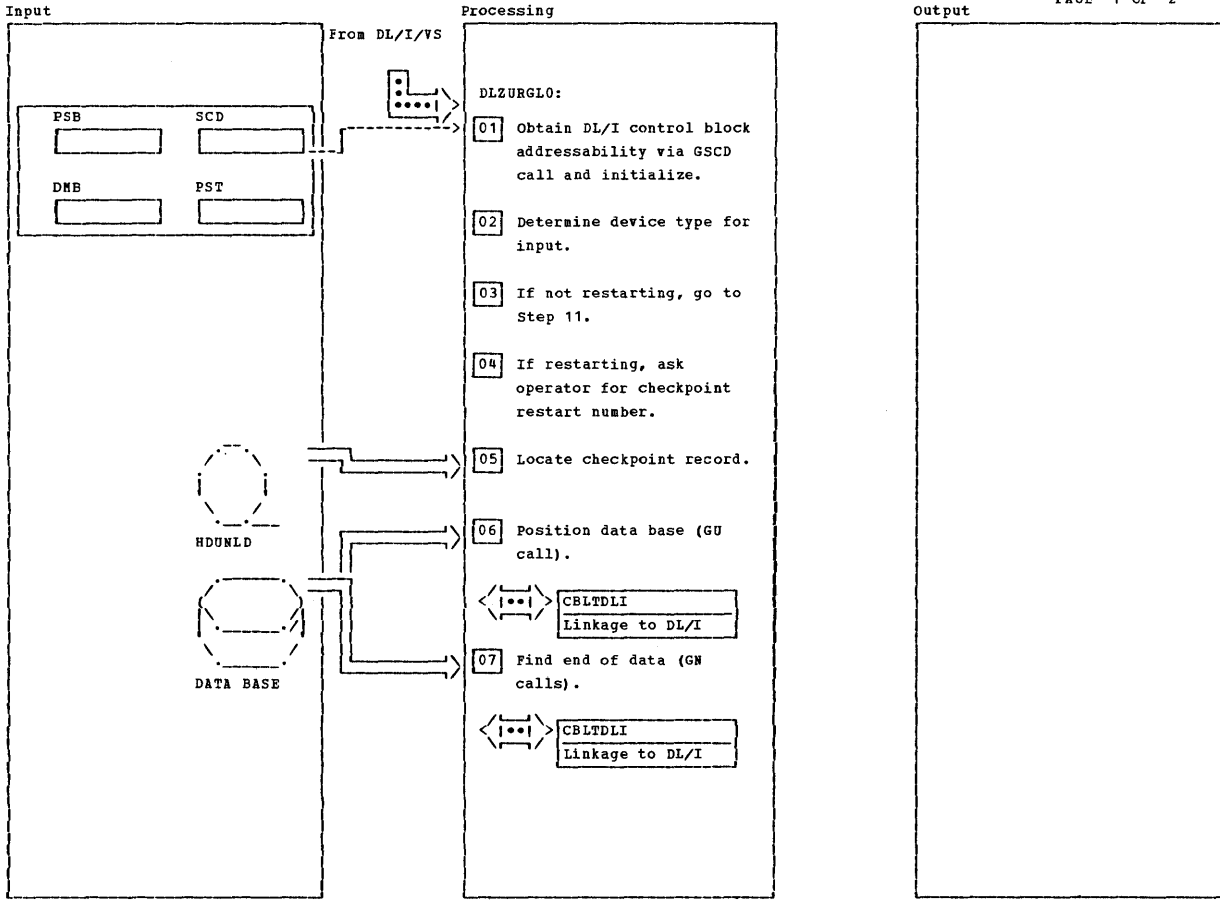 Input
Processing
Output
From DL/I/VS
PSB
SCD
DMB
PST
HDUNLD
DATA BASE
DLZURGL0:
01 Obtain DL/I control block
addressability via GSCD
call and initialize.
02 Determine device type for
input.
03 If not restarting, go to
Step 11.
04 If restarting, ask
operator for checkpoint
restart number.
05 Locate checkpoint record.
06 Position data base (GU
call).
CBLTDLI
Linkage to DL/I
07 Find end of data (GN
calls).
CBLTDLI
Linkage to DL/I